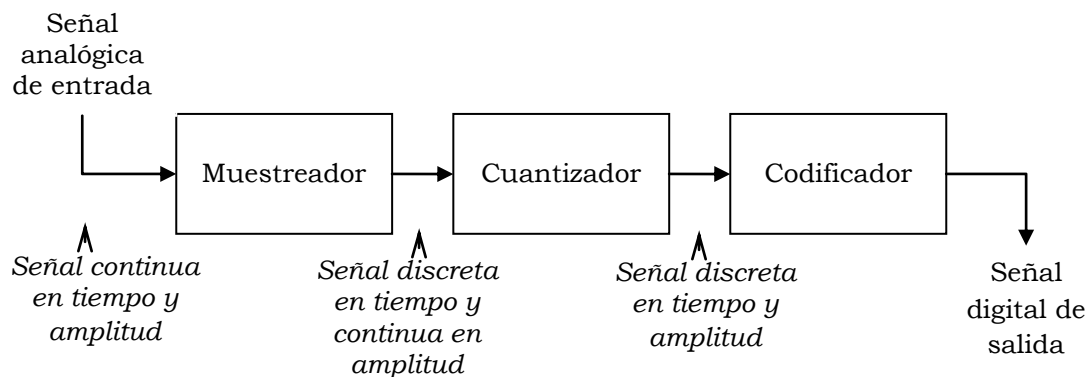 Señal
analógica
de entrada
Muestreador
Cuantizador
Codificador
Señal continua
en tiempo y
amplitud
Señal discreta
en tiempo y
continua en
amplitud
Señal discreta
en tiempo y
amplitud
Señal
digital de
salida